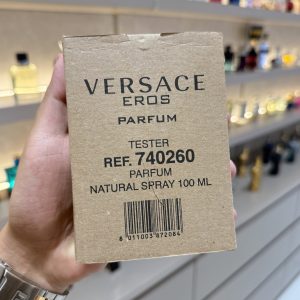 VERSACE
EROS
PARFUM
TESTER
REF. 740260
PARFUM
NATURAL SPRAY 100 ML
8 011003 872084